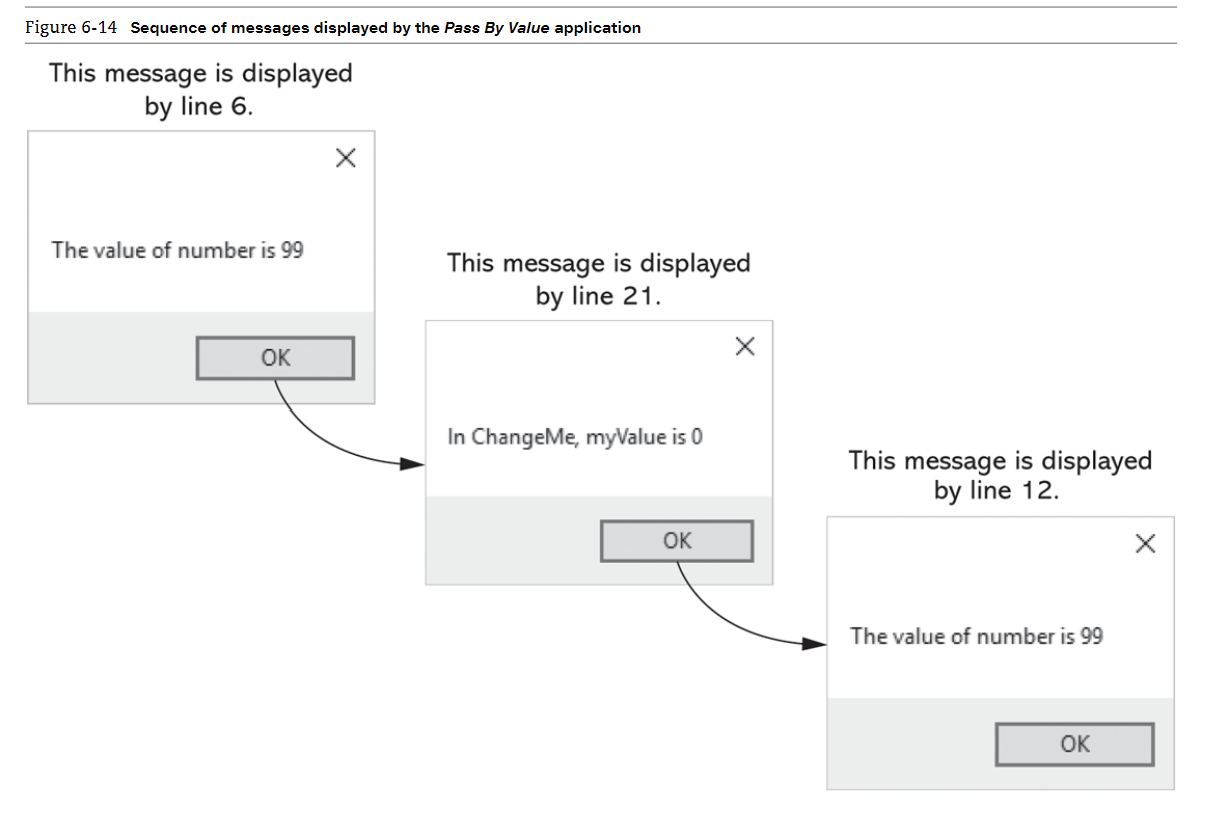 Figure 6-14 Sequence of messages displayed by the Pass By Value application
This message is displayed
by line 6.
The value of number is 99
OK
This message is displayed
by line 21.
In ChangeMe, myValue is 0
OK
This message is displayed
by line 12.
The value of number is 99
OK